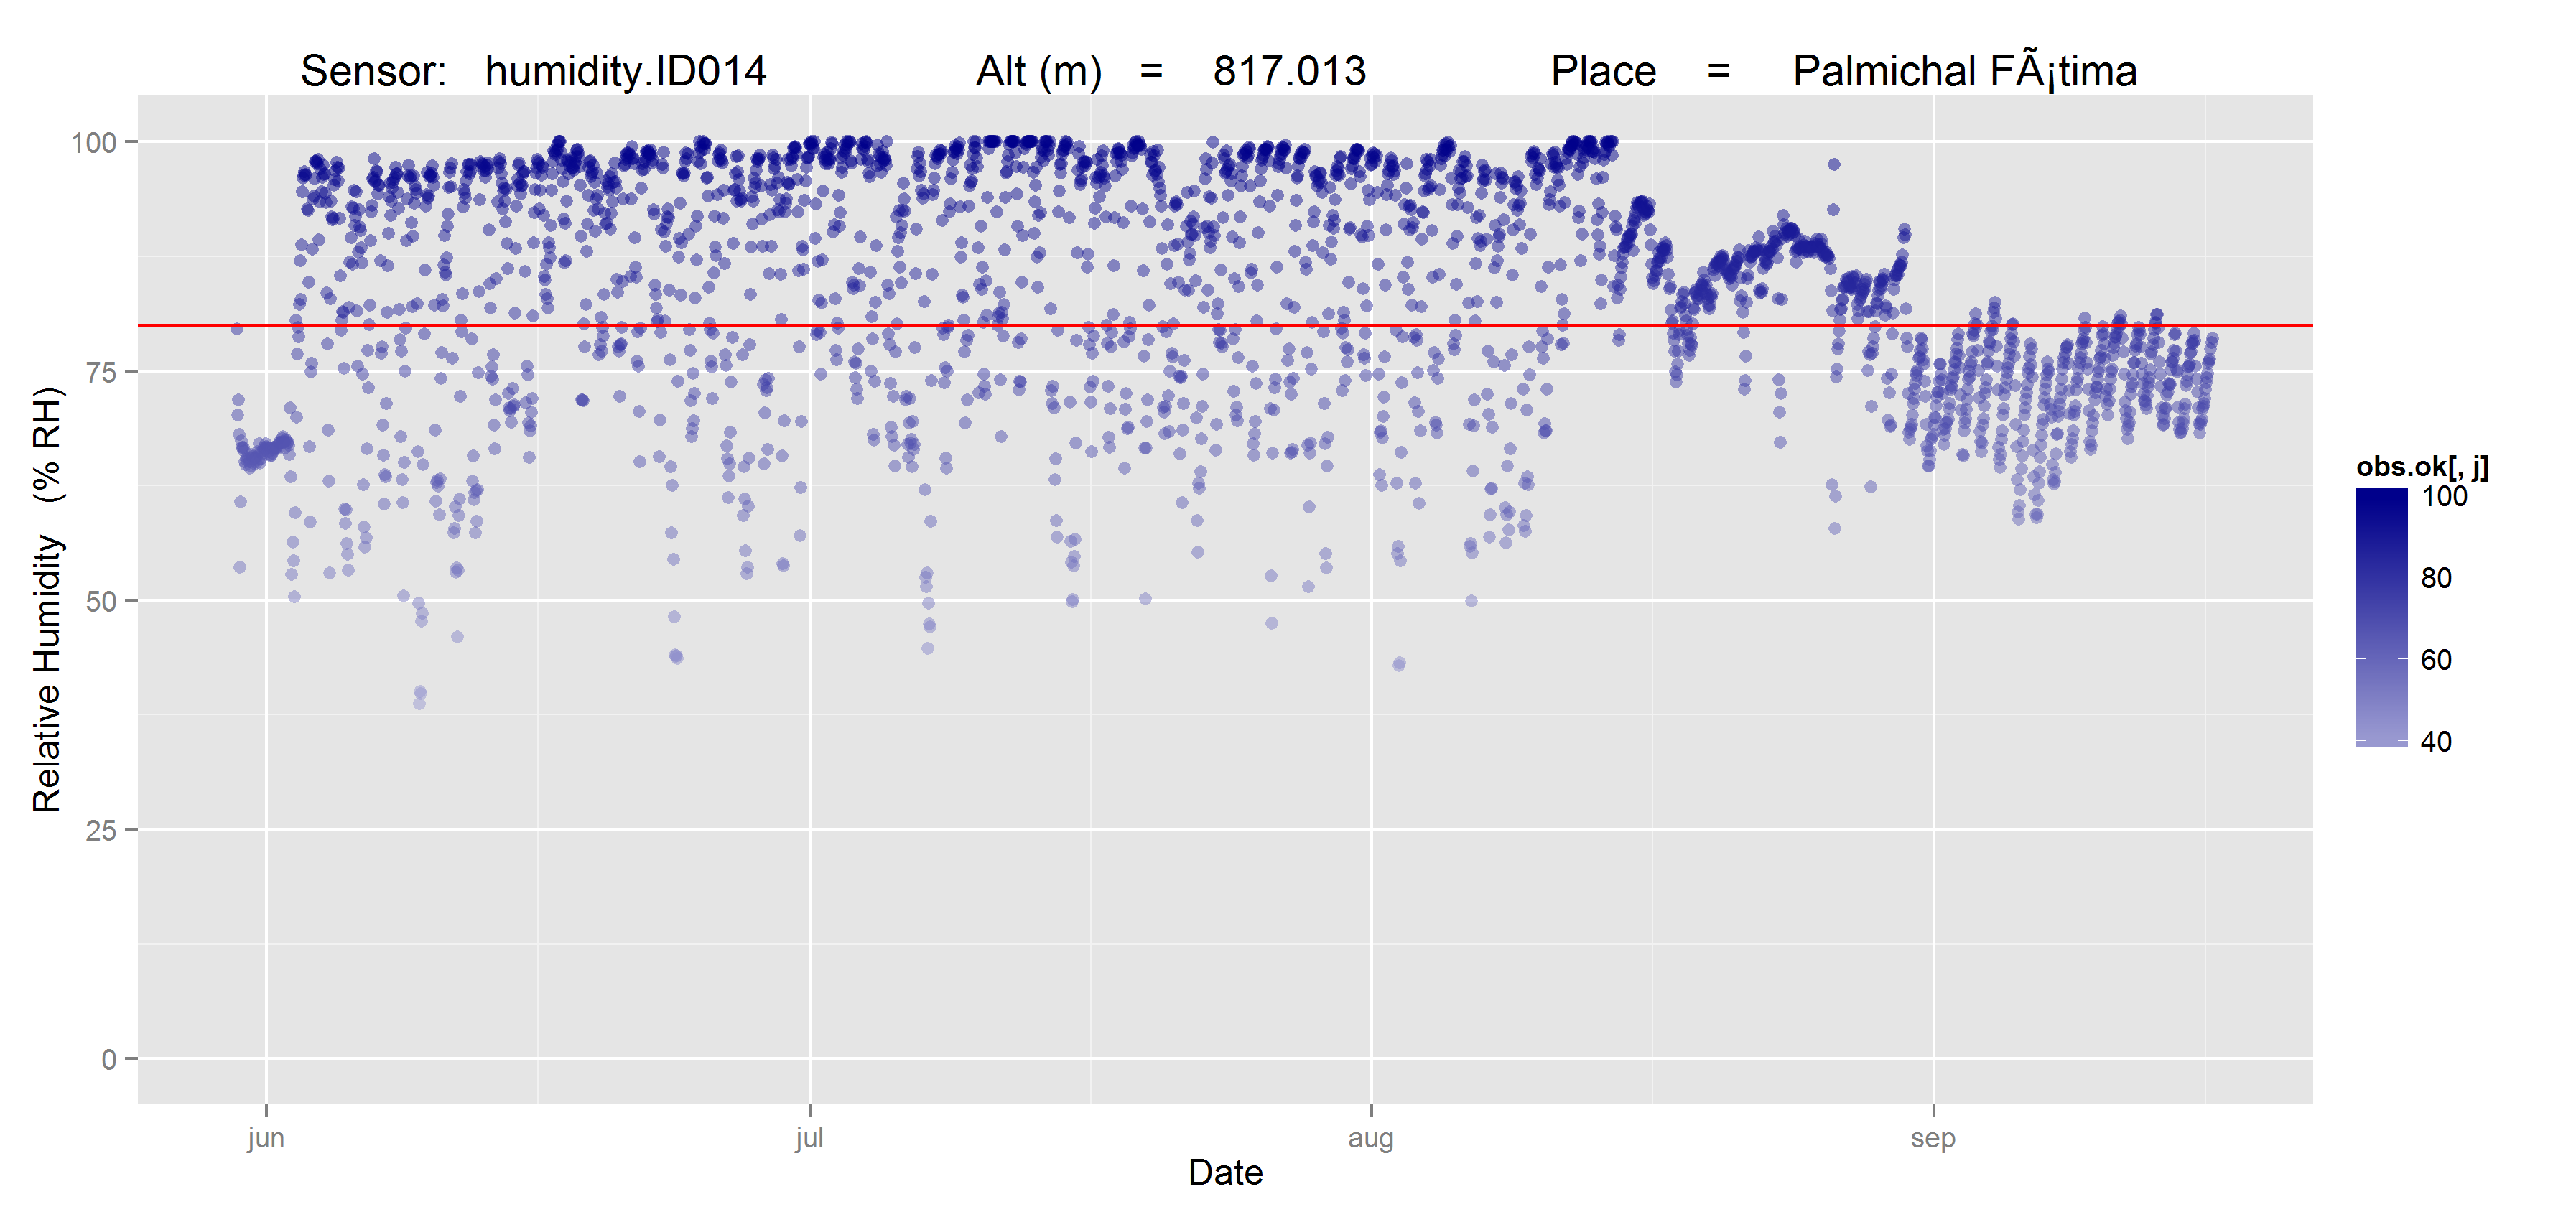 Sensor: humidity.ID014 Alt (m) = 817.013 Place = Palmichal FÃ¡tima
Relative Humidity (% RH)
100
75
50
25
0
jun jul aug sep
Date
obs.ok[, j]
100
80
60
40